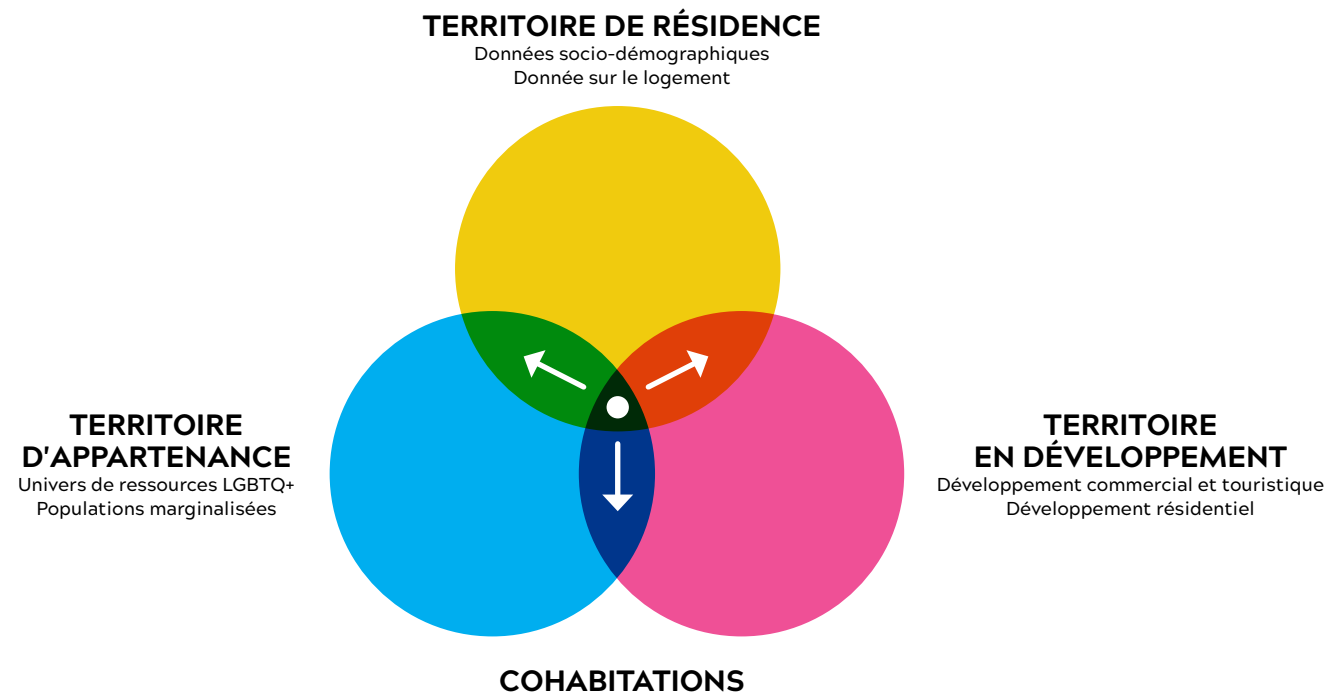 TERRITOIRE DE RÉSIDENCE
Données socio-démographiques
Donnée sur le logement
TERRITOIRE
D'APPARTENANCE
Univers de ressources LGBTQ+
Populations marginalisées
TERRITOIRE
EN DÉVELOPPEMENT
Développement commercial et touristique
Développement résidentiel
COHABITATIONS